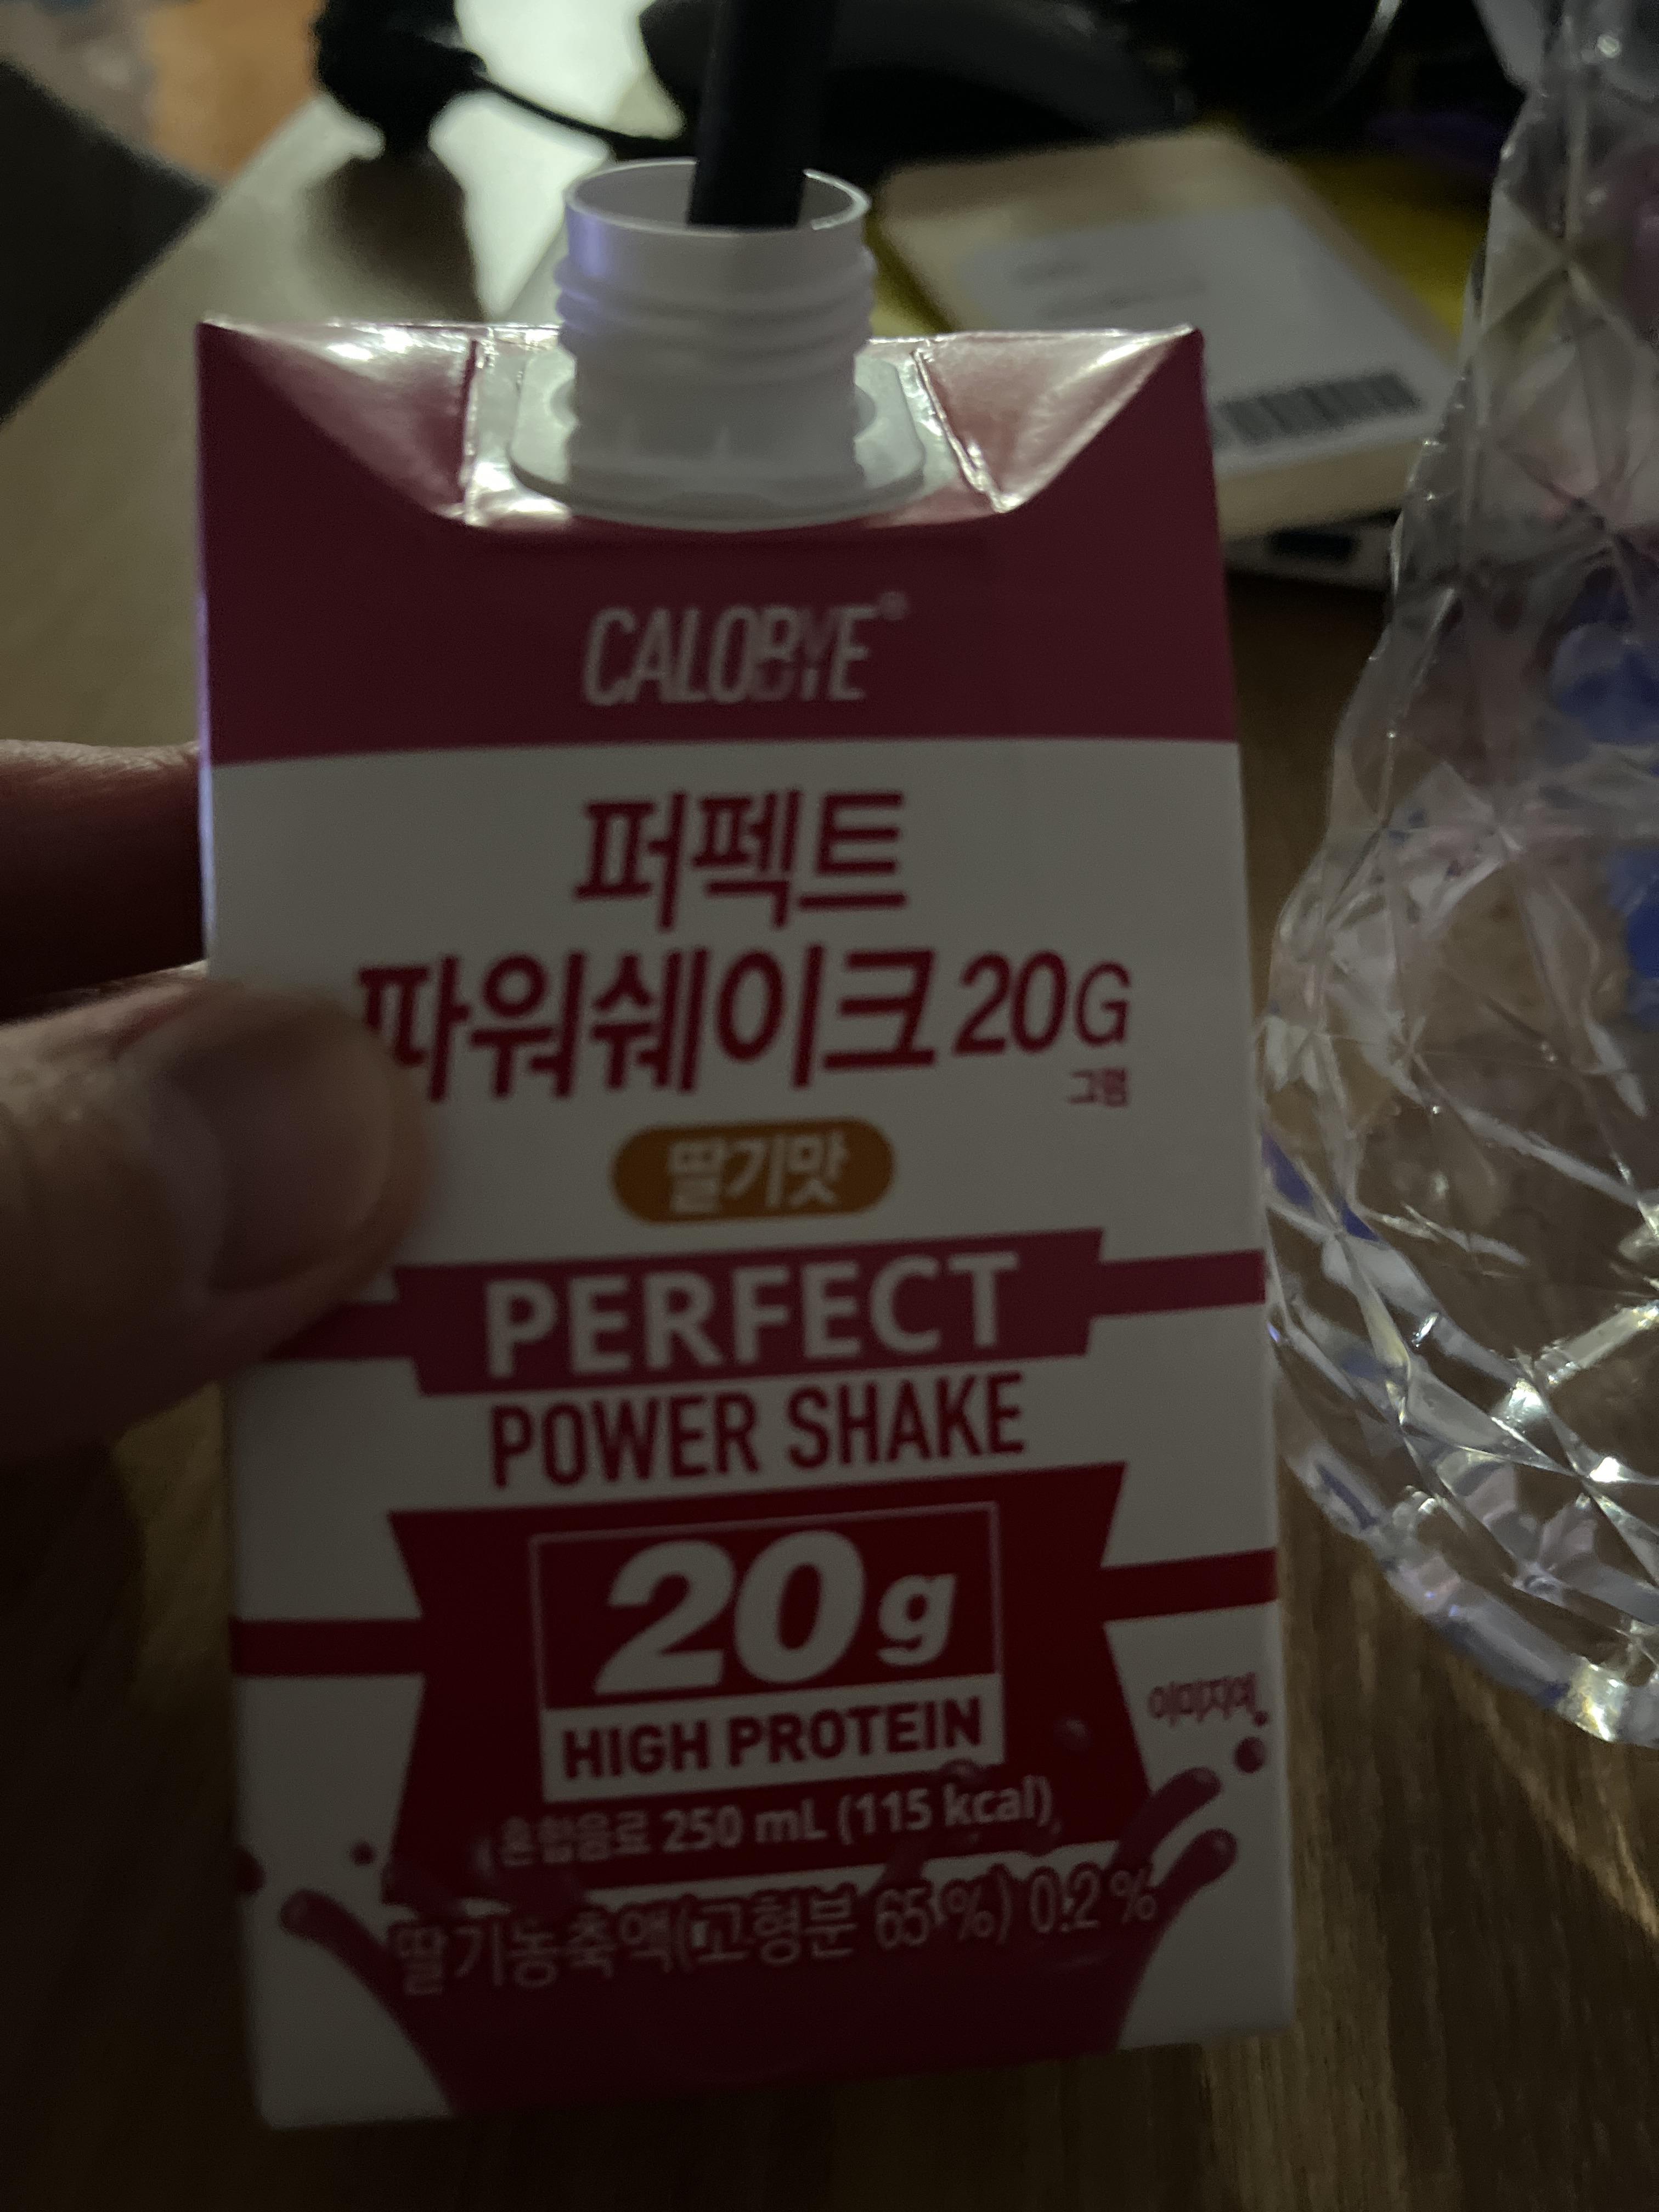 CALOBYE®
퍼펙트
파워쉐이크 20G
그램
딸기맛
PERFECT
POWER SHAKE
20g
HIGH PROTEIN
이미지예
혼합음료 250 mL (115 kcal)
딸기농축액(고형분 65 %) 0.2 %